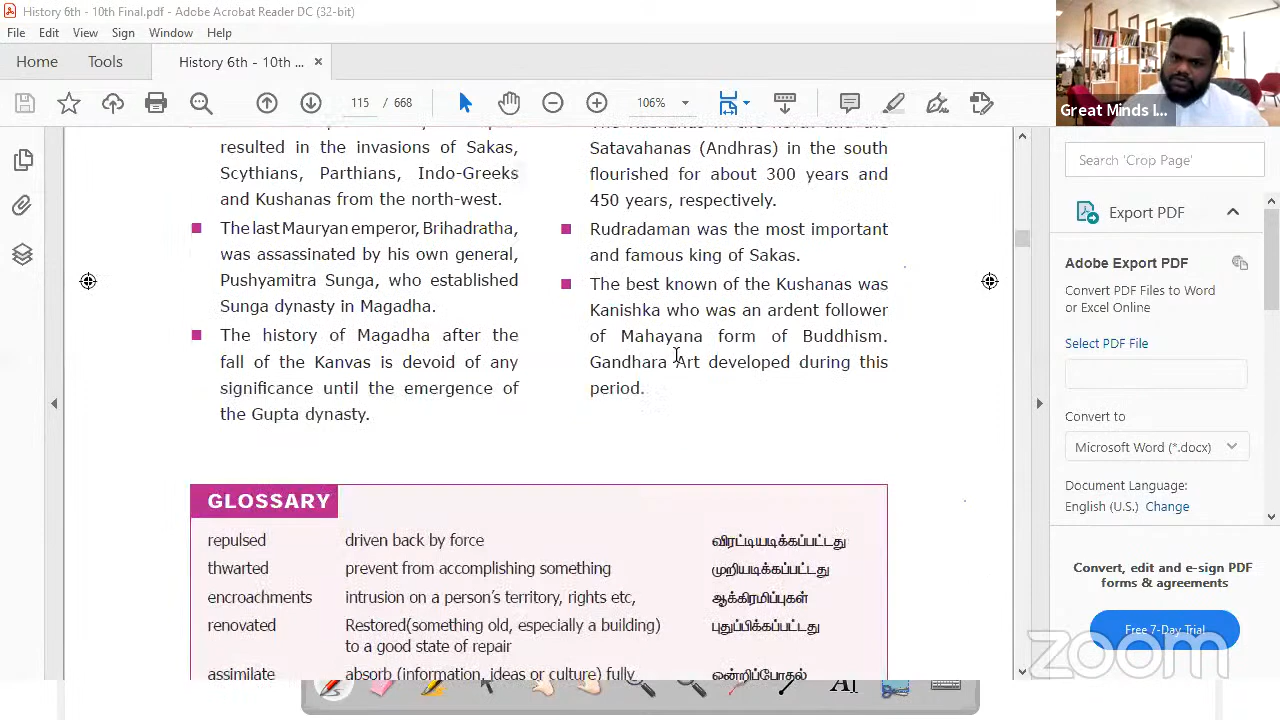 History 6th - 10th Final.pdf - Adobe Acrobat Reader DC (32-bit)
File Edit View Sign Window Help
Home Tools History 6th - 10th ... ×
115 / 668 106%
Great Minds I...
resulted in the invasions of Sakas,
Scythians, Parthians, Indo-Greeks
and Kushanas from the north-west.
The last Mauryan emperor, Brihadratha,
was assassinated by his own general,
Pushyamitra Sunga, who established
Sunga dynasty in Magadha.
The history of Magadha after the
fall of the Kanvas is devoid of any
significance until the emergence of
the Gupta dynasty.
The Kushanas in the north and the
Satavahanas (Andhras) in the south
flourished for about 300 years and
450 years, respectively.
Rudradaman was the most important
and famous king of Sakas.
The best known of the Kushanas was
Kanishka who was an ardent follower
of Mahayana form of Buddhism.
Gandhara Art developed during this
period.
GLOSSARY
repulsed driven back by force விரட்டியடிக்கப்பட்டது
thwarted prevent from accomplishing something முறியடிக்கப்பட்டது
encroachments intrusion on a person's territory, rights etc, ஆக்கிரமிப்புகள்
renovated Restored(something old, especially a building) புதுப்பிக்கப்பட்டது
to a good state of repair
assimilate absorb (information, ideas or culture) fully ஒன்றிப்போதல்
Search 'Crop Page'
Export PDF
Adobe Export PDF
Convert PDF Files to Word
or Excel Online
Select PDF File
Convert to
Microsoft Word (*.docx)
Document Language:
English (U.S.) Change
Convert, edit and e-sign PDF
forms & agreements
Free 7-Day Trial
zoom